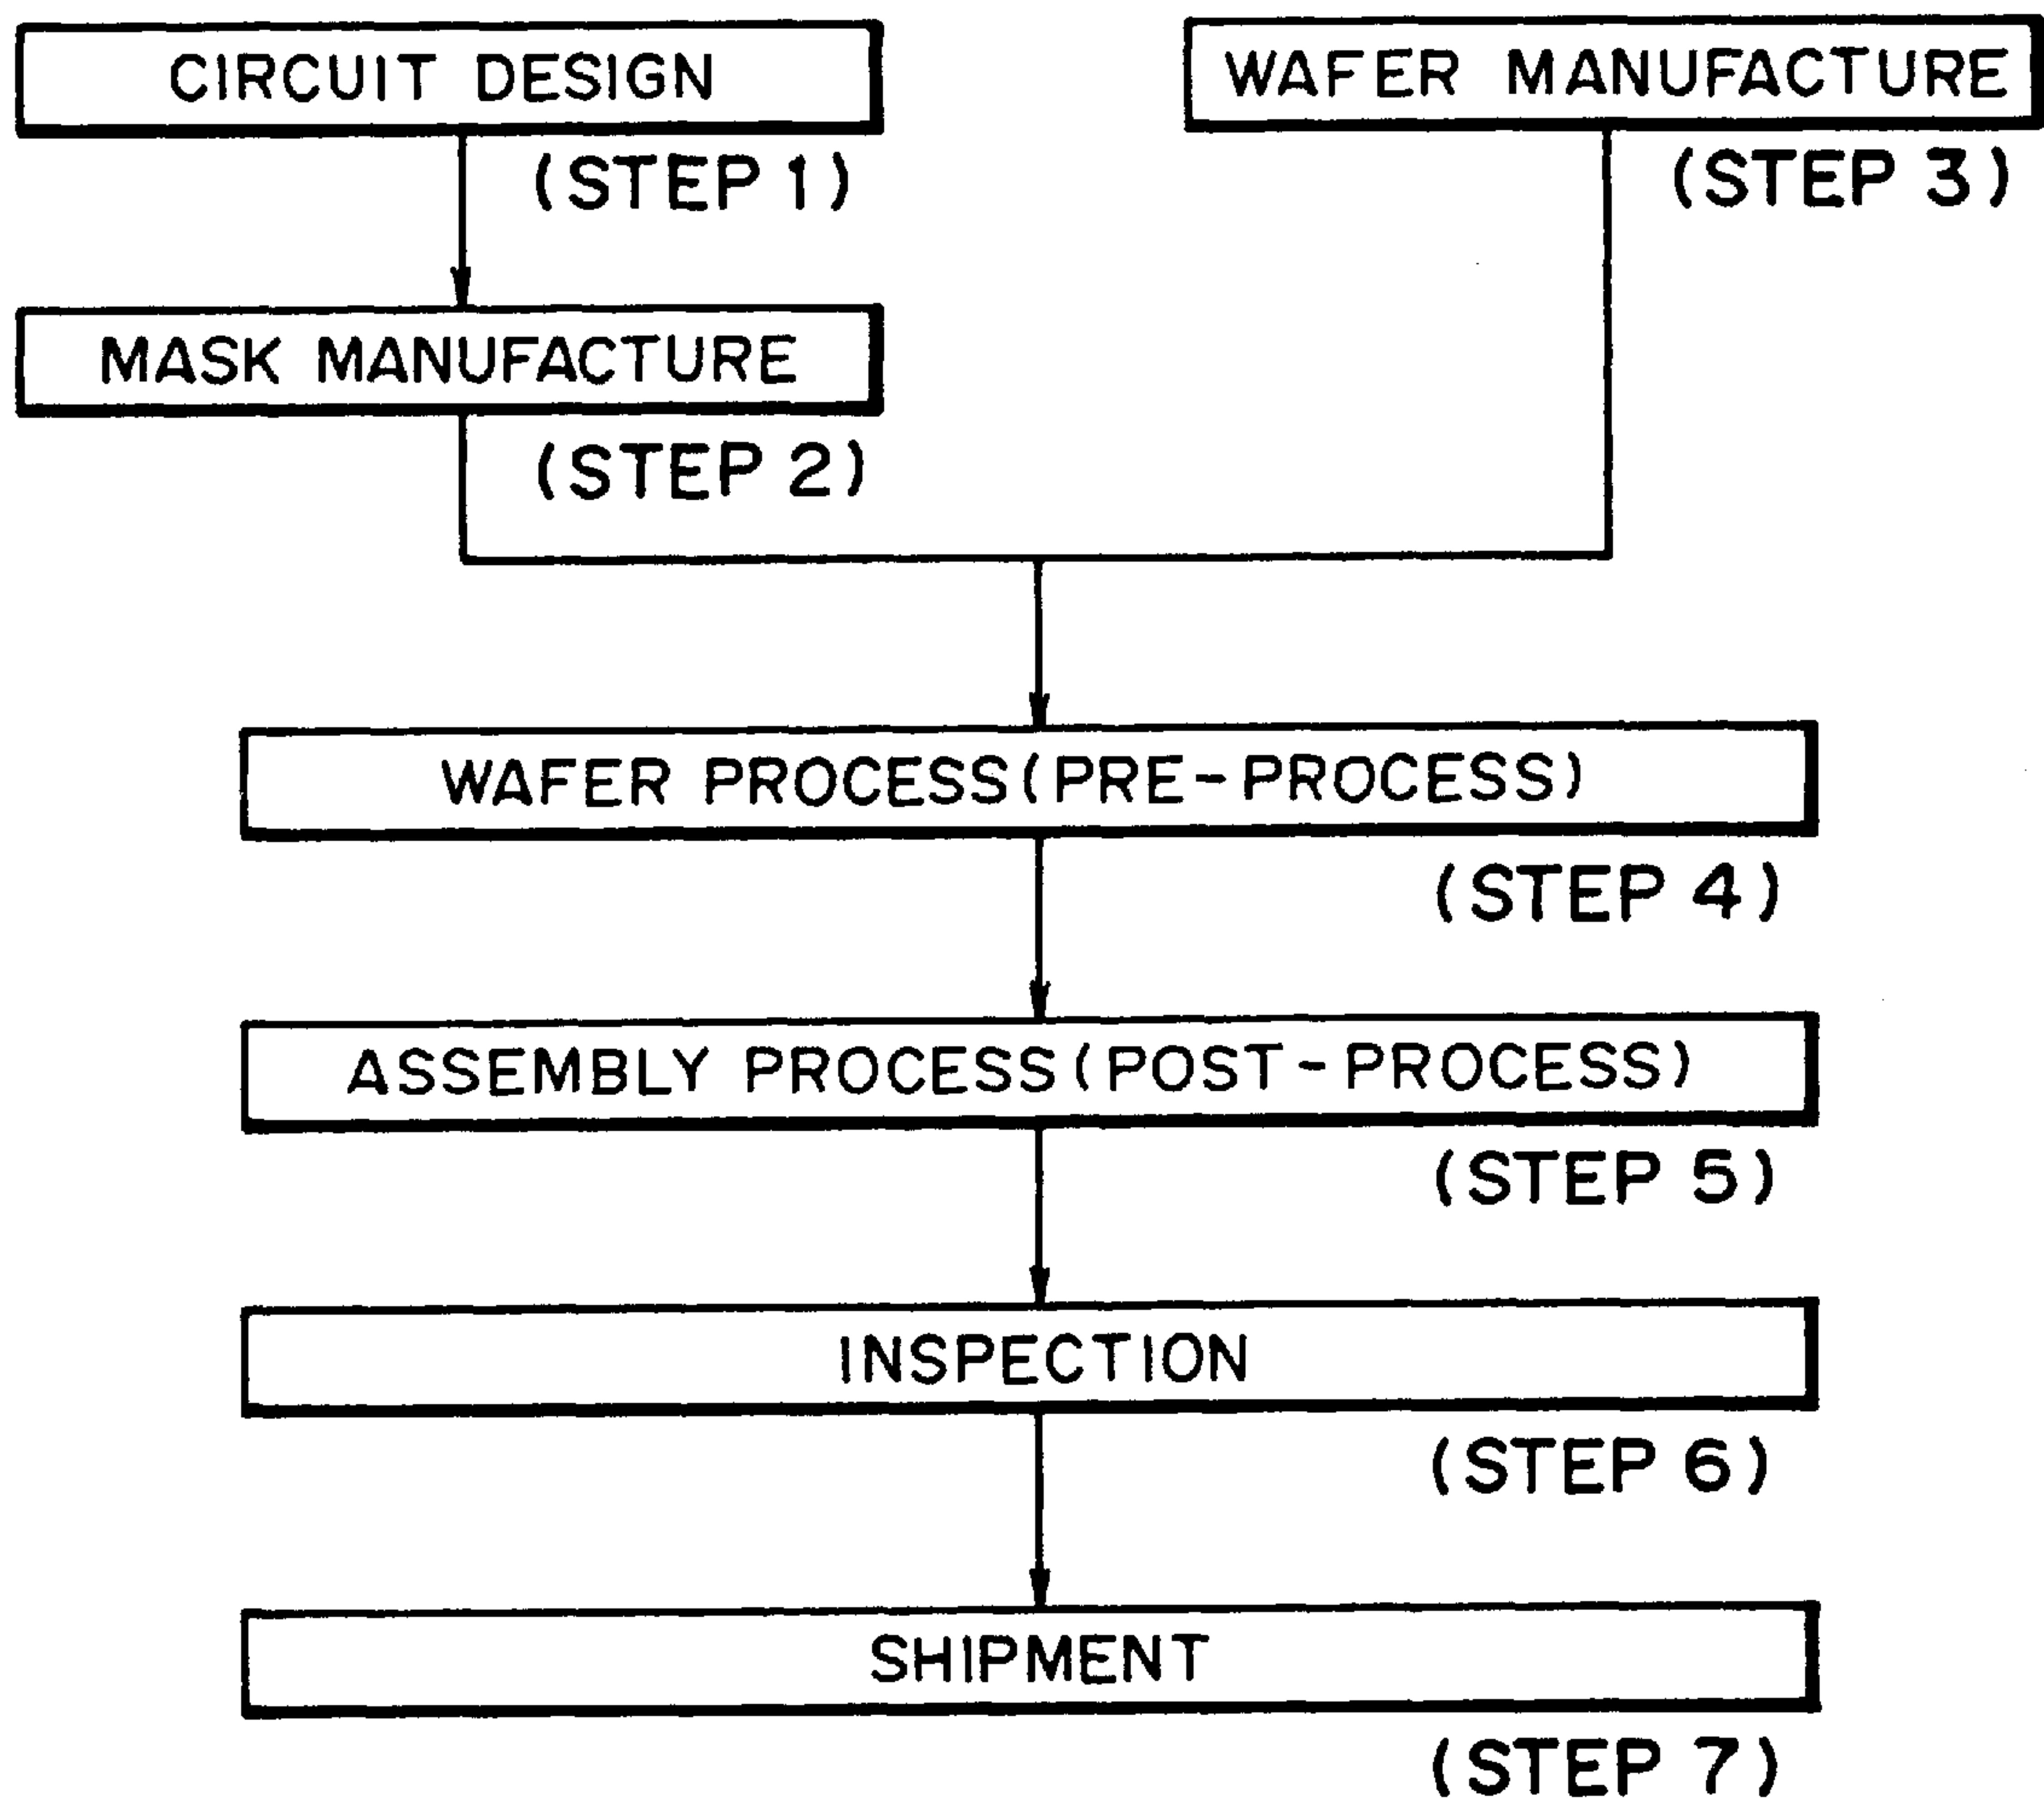 CIRCUIT DESIGN
(STEP 1)
WAFER MANUFACTURE
(STEP 3)
MASK MANUFACTURE
(STEP 2)
WAFER PROCESS(PRE-PROCESS)
(STEP 4)
ASSEMBLY PROCESS(POST-PROCESS)
(STEP 5)
INSPECTION
(STEP 6)
SHIPMENT
(STEP 7)